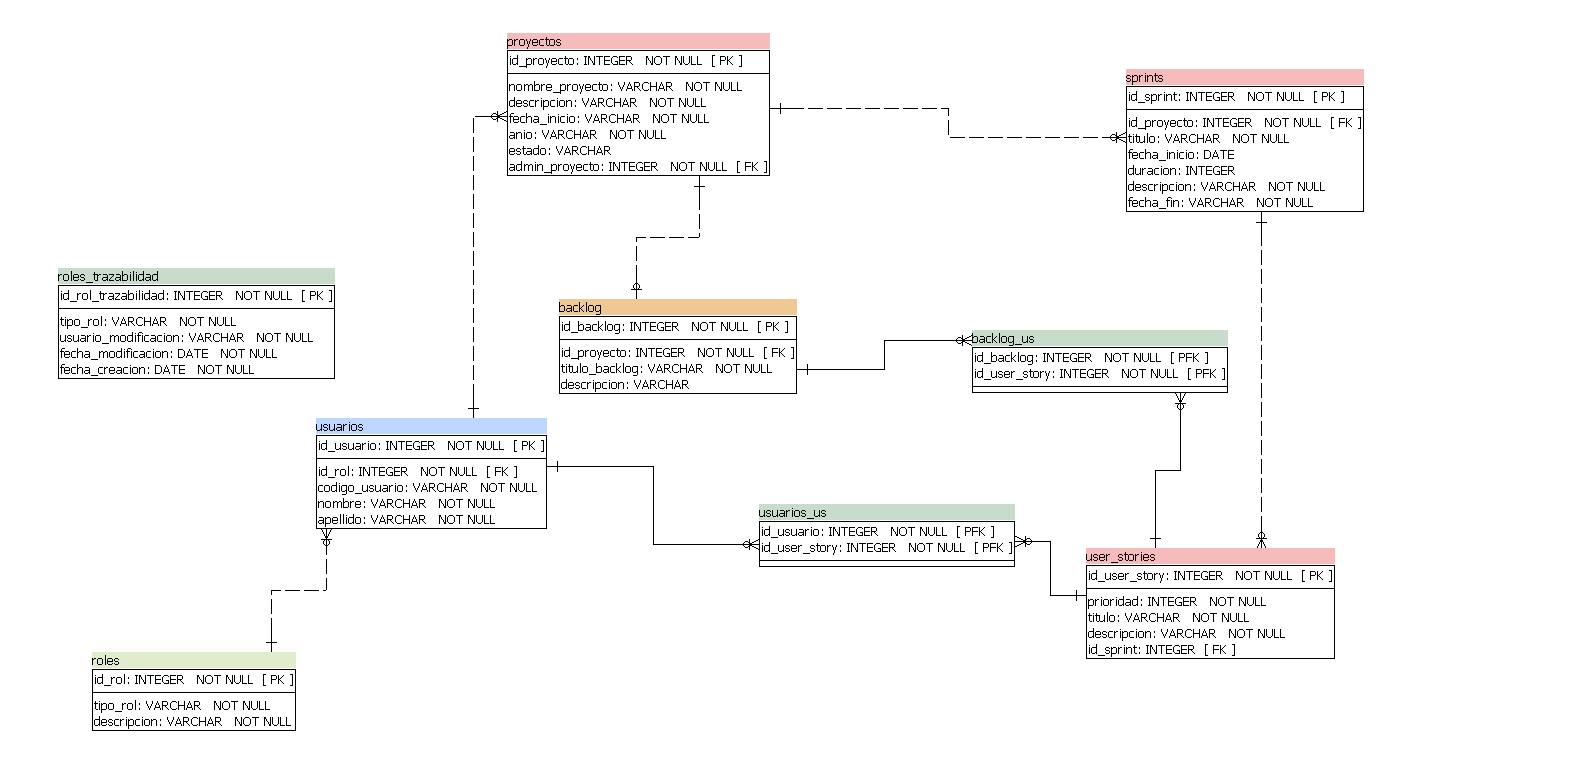 proyectos
id_proyecto: INTEGER NOT NULL [ PK ]
nombre_proyecto: VARCHAR NOT NULL
descripcion: VARCHAR NOT NULL
fecha_inicio: VARCHAR NOT NULL
anio: VARCHAR NOT NULL
estado: VARCHAR
admin_proyecto: INTEGER NOT NULL [ FK ]
sprints
id_sprint: INTEGER NOT NULL [ PK ]
id_proyecto: INTEGER NOT NULL [ FK ]
titulo: VARCHAR NOT NULL
fecha_inicio: DATE
duracion: INTEGER
descripcion: VARCHAR NOT NULL
fecha_fin: VARCHAR NOT NULL
roles_trazabilidad
id_rol_trazabilidad: INTEGER NOT NULL [ PK ]
tipo_rol: VARCHAR NOT NULL
usuario_modificacion: VARCHAR NOT NULL
fecha_modificacion: DATE NOT NULL
fecha_creacion: DATE NOT NULL
backlog
id_backlog: INTEGER NOT NULL [ PK ]
id_proyecto: INTEGER NOT NULL [ FK ]
titulo_backlog: VARCHAR NOT NULL
descripcion: VARCHAR
backlog_us
id_backlog: INTEGER NOT NULL [ PFK ]
id_user_story: INTEGER NOT NULL [ PFK ]
usuarios
id_usuario: INTEGER NOT NULL [ PK ]
id_rol: INTEGER NOT NULL [ FK ]
codigo_usuario: VARCHAR NOT NULL
nombre: VARCHAR NOT NULL
apellido: VARCHAR NOT NULL
usuarios_us
id_usuario: INTEGER NOT NULL [ PFK ]
id_user_story: INTEGER NOT NULL [ PFK ]
user_stories
id_user_story: INTEGER NOT NULL [ PK ]
prioridad: INTEGER NOT NULL
titulo: VARCHAR NOT NULL
descripcion: VARCHAR NOT NULL
id_sprint: INTEGER [ FK ]
roles
id_rol: INTEGER NOT NULL [ PK ]
tipo_rol: VARCHAR NOT NULL
descripcion: VARCHAR NOT NULL